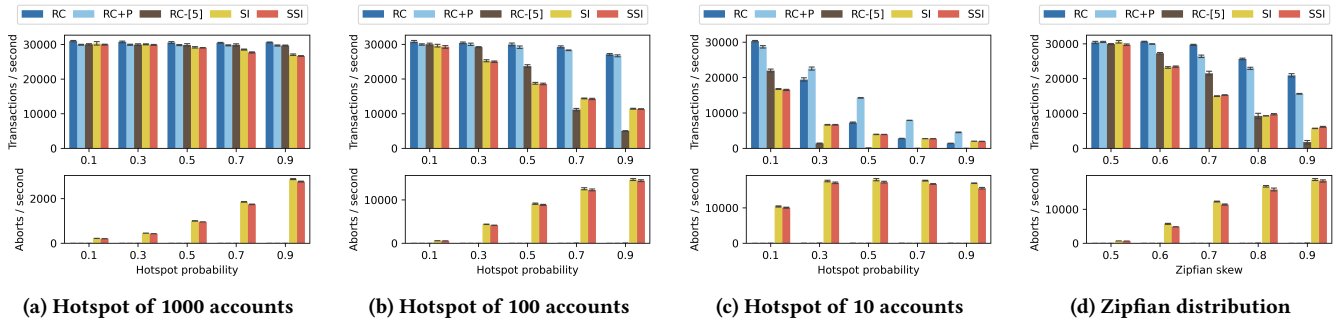 RC RC+P RC-[5] SI SSI
Transactions / second
30000
20000
10000
0
0.1 0.3 0.5 0.7 0.9
Aborts / second
2000
0
0.1 0.3 0.5 0.7 0.9
Hotspot probability
(a) Hotspot of 1000 accounts
RC RC+P RC-[5] SI SSI
Transactions / second
30000
20000
10000
0
0.1 0.3 0.5 0.7 0.9
Aborts / second
10000
0
0.1 0.3 0.5 0.7 0.9
Hotspot probability
(b) Hotspot of 100 accounts
RC RC+P RC-[5] SI SSI
Transactions / second
30000
20000
10000
0
0.1 0.3 0.5 0.7 0.9
Aborts / second
10000
0
0.1 0.3 0.5 0.7 0.9
Hotspot probability
(c) Hotspot of 10 accounts
RC RC+P RC-[5] SI SSI
Transactions / second
30000
20000
10000
0
0.5 0.6 0.7 0.8 0.9
Aborts / second
10000
0
0.5 0.6 0.7 0.8 0.9
Zipfian skew
(d) Zipfian distribution